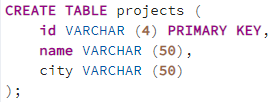 CREATE TABLE projects (
    id VARCHAR (4) PRIMARY KEY,
    name VARCHAR (50),
    city VARCHAR (50)
);